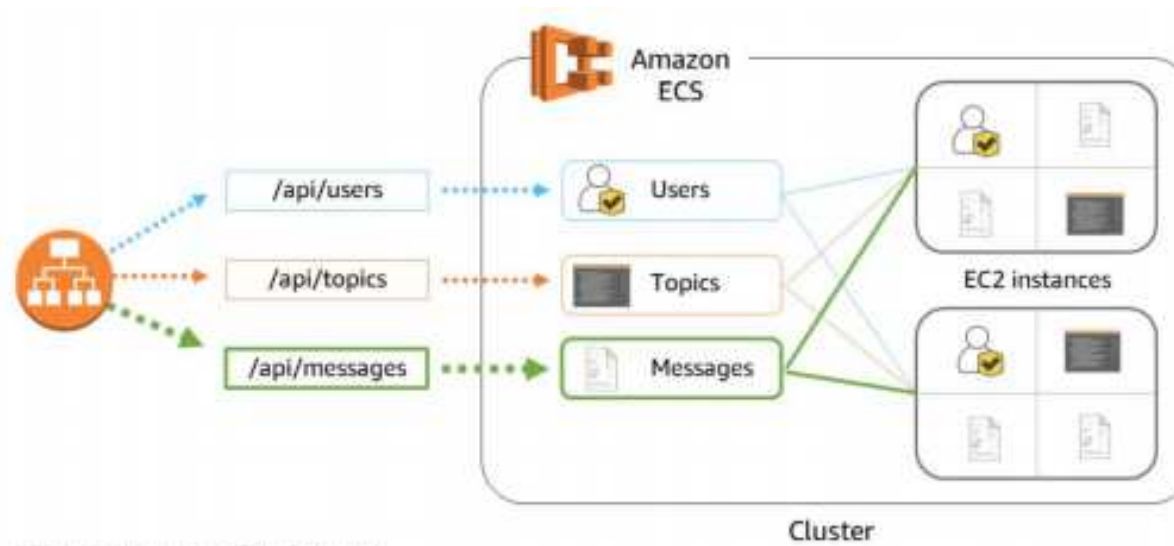 Amazon
ECS
/api/users
Users
/api/topics
Topics
EC2 instances
/api/messages
Messages
Cluster